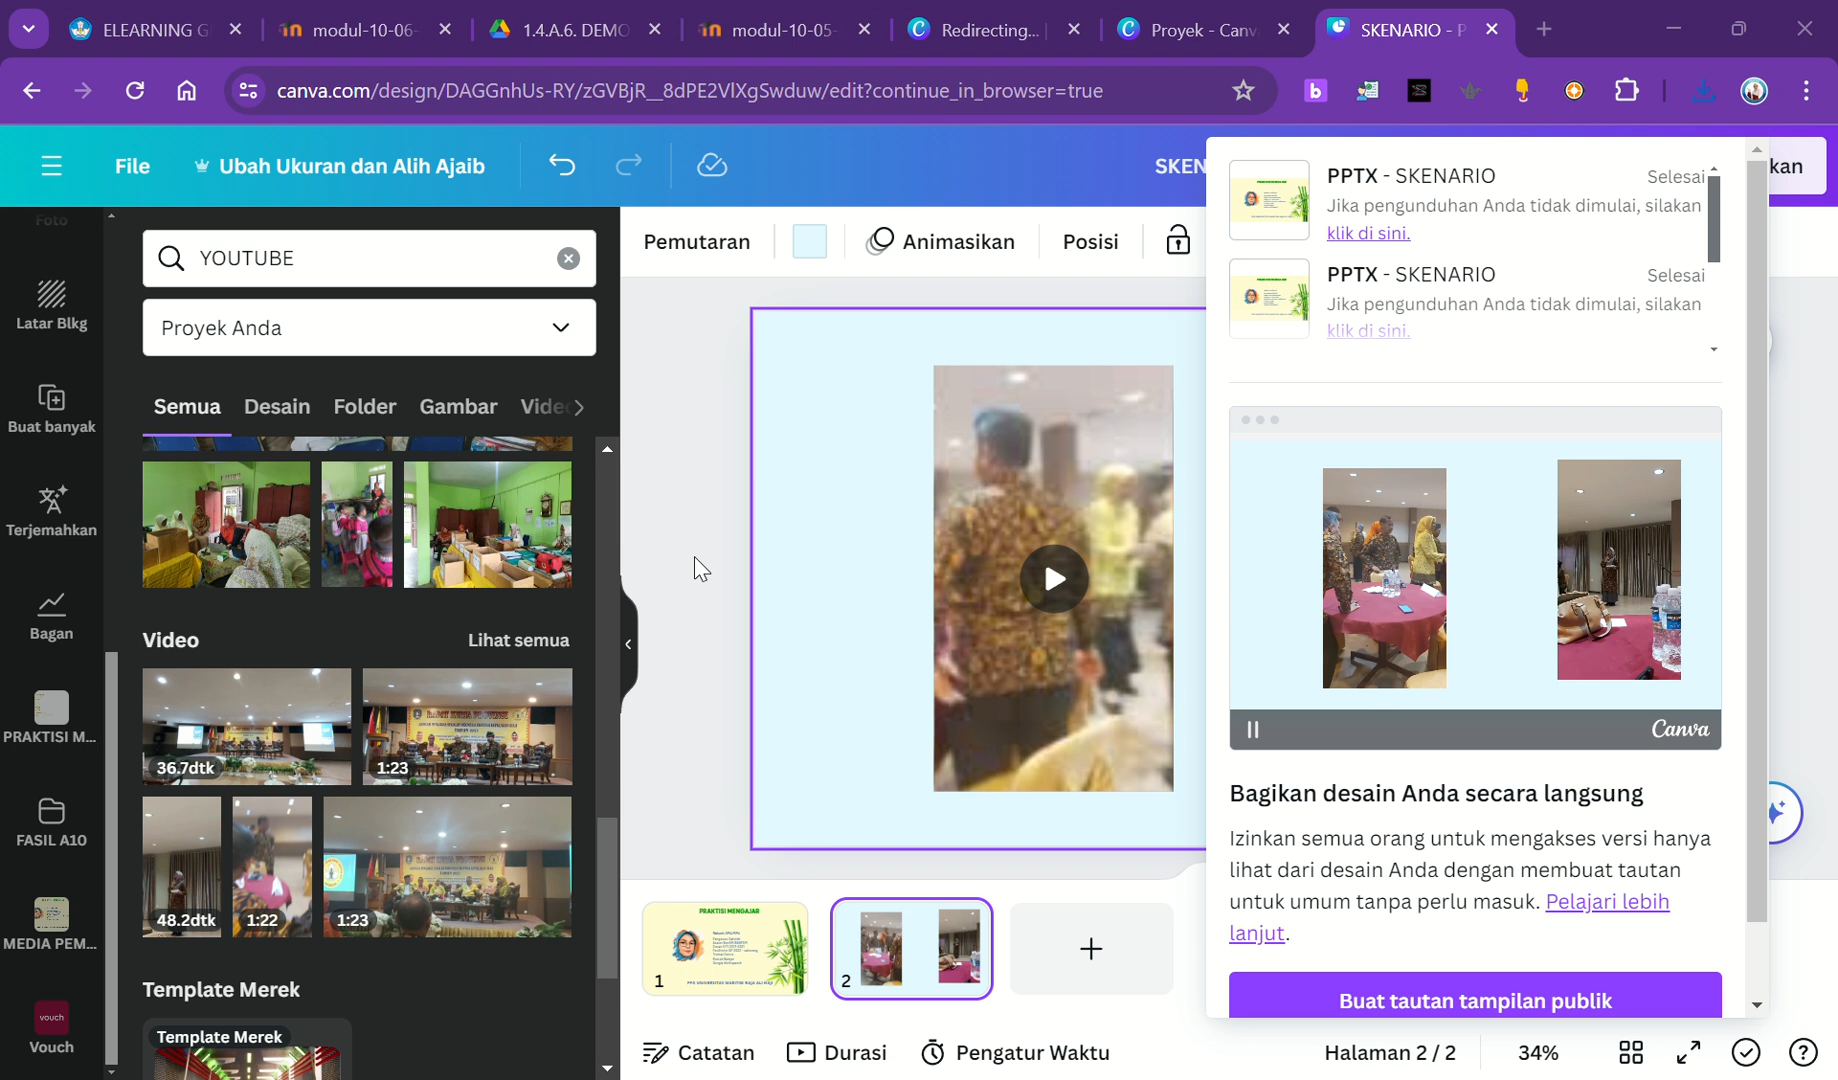 ELEARNING G
modul-10-06-
1.4.A.6. DEMO
modul-10-05-
Redirecting...
Proyek - Canv
SKENARIO - P
canva.com/design/DAGGnhUs-RY/zGVBjR__8dPE2VlXgSwduw/edit?continue_in_browser=true
File
Ubah Ukuran dan Alih Ajaib
SKEN
kan
Foto
Latar Blkg
Buat banyak
Terjemahkan
Bagan
PRAKTISI M...
FASIL A10
MEDIA PEM...
vouch
Vouch
YOUTUBE
Proyek Anda
Semua Desain Folder Gambar Vide
Video
Lihat semua
36.7dtk
1:23
48.2dtk
1:22
1:23
Template Merek
Template Merek
Pemutaran
Animasikan
Posisi
PPTX - SKENARIO
Selesai
Jika pengunduhan Anda tidak dimulai, silakan
klik di sini.
PPTX - SKENARIO
Selesai
Jika pengunduhan Anda tidak dimulai, silakan
klik di sini.
Canva
Bagikan desain Anda secara langsung
Izinkan semua orang untuk mengakses versi hanya
lihat dari desain Anda dengan membuat tautan
untuk umum tanpa perlu masuk. Pelajari lebih
lanjut.
Buat tautan tampilan publik
PRAKTISI MENGAJAR
1
2
Catatan
Durasi
Pengatur Waktu
Halaman 2 / 2
34%